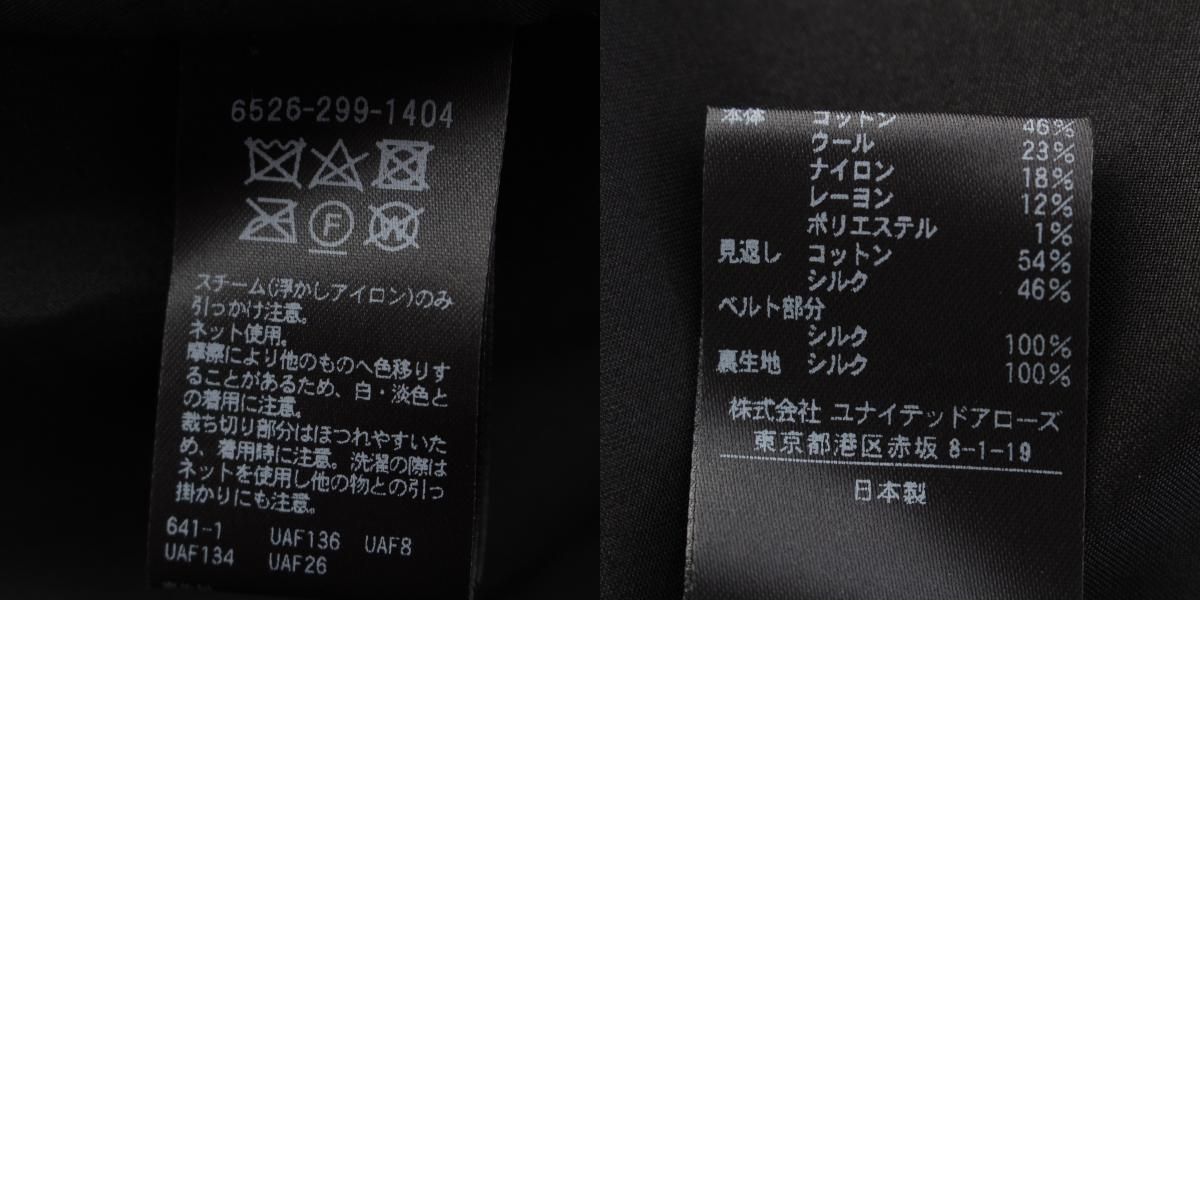 6526-299-1404
F
W
スチーム(浮かしアイロン)のみ
引っかけ注意。
ネット使用。
摩擦により他のものへ色移りす
ることがあるため、白・淡色と
の着用に注意。
裁ち切り部分はほつれやすいた
め、着用時に注意。洗濯の際は
ネットを使用し他の物との引っ
掛かりにも注意。
641-1 UAF136 UAF8
UAF134 UAF26
本体 コットン 46%
ウール 23%
ナイロン 18%
レーヨン 12%
ポリエステル 1%
見返し コットン 54%
シルク 46%
ベルト部分
シルク 100%
裏生地 シルク 100%
株式会社 ユナイテッドアローズ
東京都港区赤坂 8-1-19
日本製